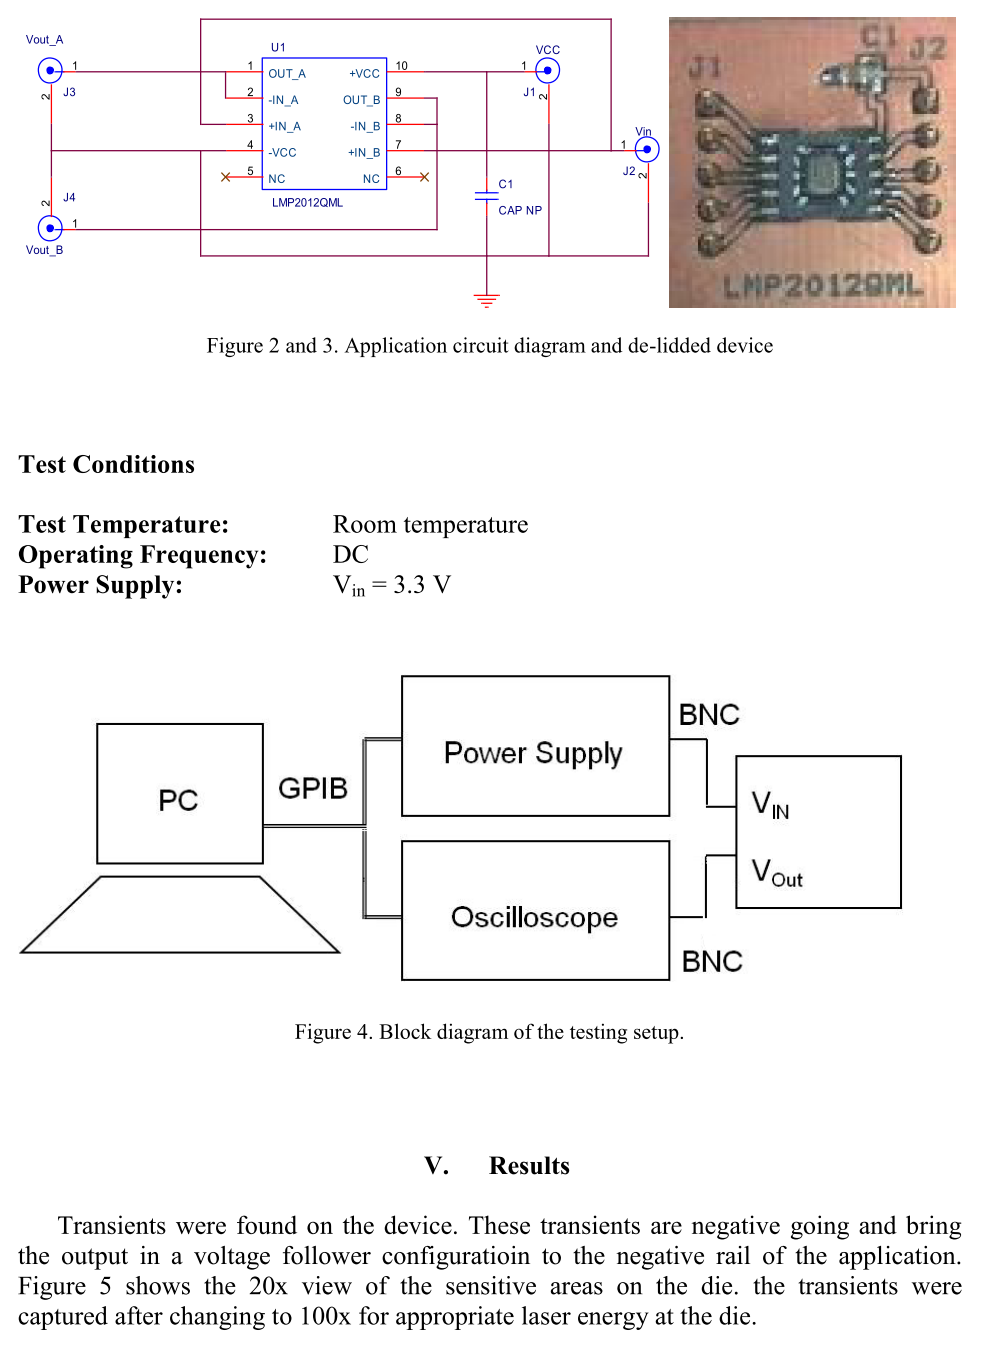 Vout_A
1
J3
2
U1
1 OUT_A +VCC 10
2 -IN_A OUT_B 9
3 +IN_A -IN_B 8
4 -VCC +IN_B 7
5 NC NC 6
LMP2012QML
VCC
1
J1
2
Vin
1
J2
2
C1
CAP NP
J4
2
1
Vout_B
J1
C1
J2
LMP2012QML
Figure 2 and 3. Application circuit diagram and de-lidded device
Test Conditions
Test Temperature: Room temperature
Operating Frequency: DC
Power Supply: Vin = 3.3 V
PC
GPIB
Power Supply
BNC
VIN
VOut
Oscilloscope
BNC
Figure 4. Block diagram of the testing setup.
V. Results
Transients were found on the device. These transients are negative going and bring
the output in a voltage follower configuratioin to the negative rail of the application.
Figure 5 shows the 20x view of the sensitive areas on the die. the transients were
captured after changing to 100x for appropriate laser energy at the die.